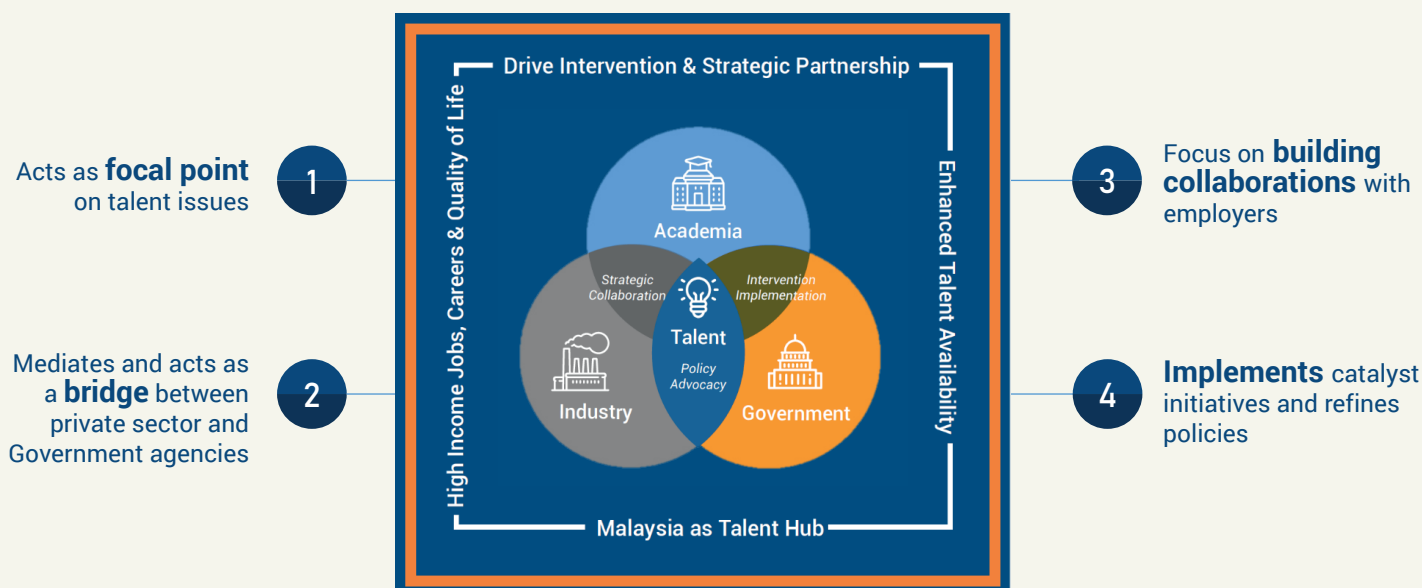 Acts as focal point
on talent issues
1
Mediates and acts as
a bridge between
private sector and
Government agencies
2
Drive Intervention & Strategic Partnership
High Income Jobs, Careers & Quality of Life
Academia
Strategic
Collaboration
Intervention
Implementation
Talent
Policy
Advocacy
Industry
Government
Enhanced Talent Availability
Malaysia as Talent Hub
3
Focus on building
collaborations with
employers
4
Implements catalyst
initiatives and refines
policies